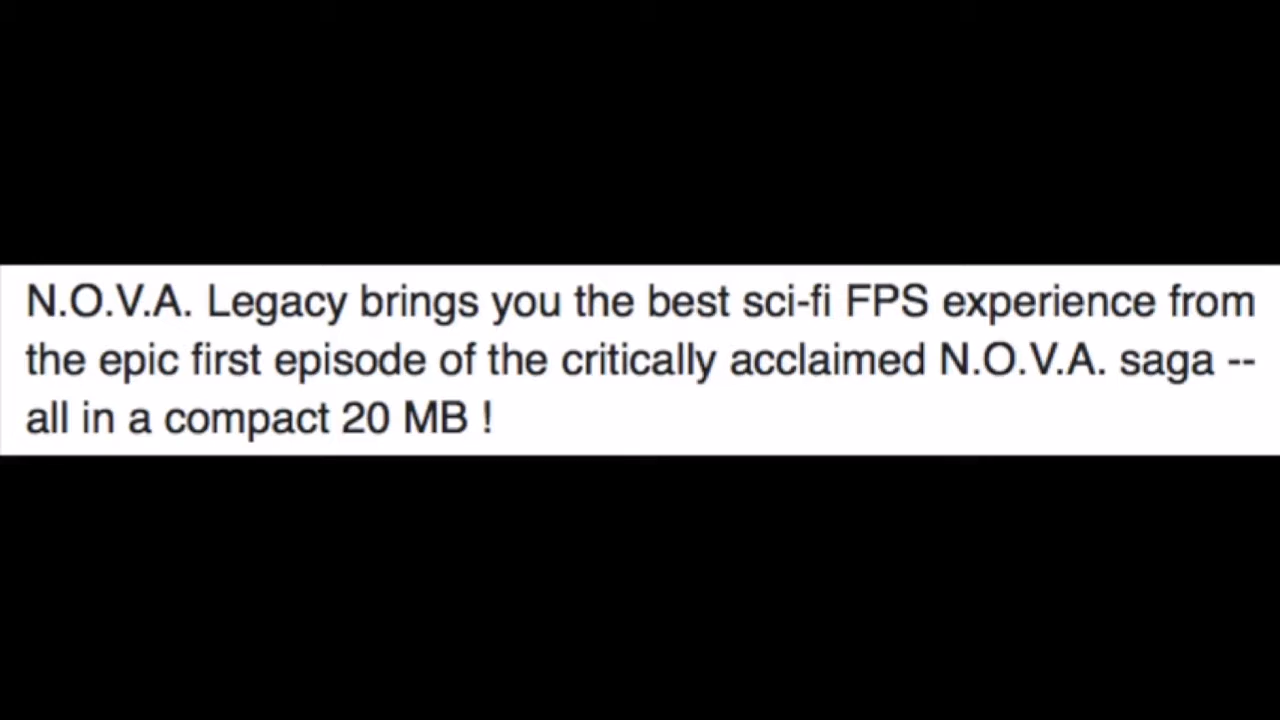 N.O.V.A. Legacy brings you the best sci-fi FPS experience from
the epic first episode of the critically acclaimed N.O.V.A. saga --
all in a compact 20 MB !